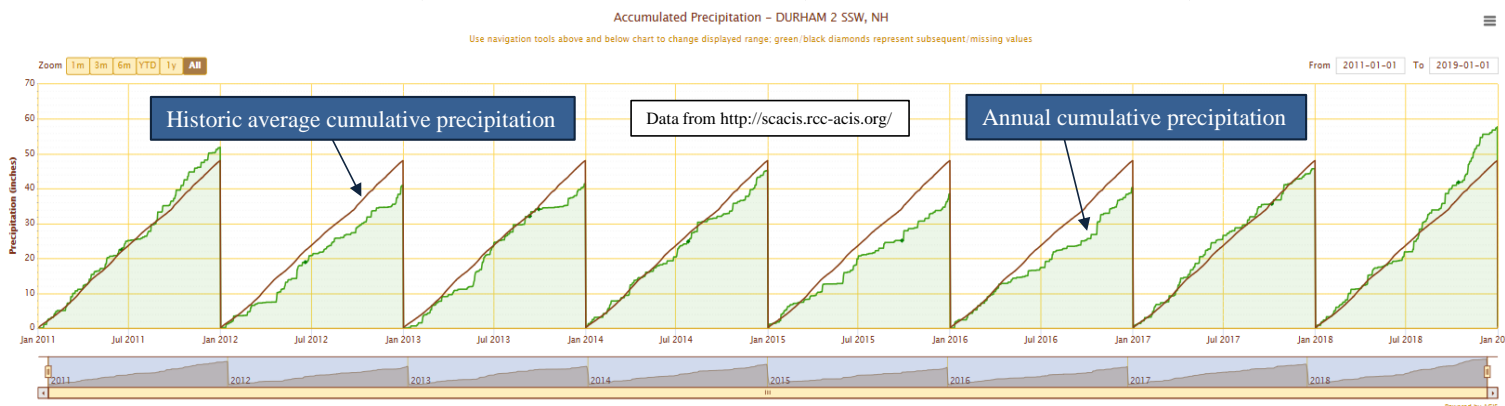 Accumulated Precipitation – DURHAM 2 SSW, NH
Use navigation tools above and below chart to change displayed range; green/black diamonds represent subsequent/missing values
Zoom 1m 3m 6m YTD 1y All
From 2011-01-01 To 2019-01-01
Historic average cumulative precipitation
Data from http://scacis.rcc-acis.org/
Annual cumulative precipitation
Precipitation (inches)
70
60
50
40
30
20
10
0
Jan 2011 Jul 2011 Jan 2012 Jul 2012 Jan 2013 Jul 2013 Jan 2014 Jul 2014 Jan 2015 Jul 2015 Jan 2016 Jul 2016 Jan 2017 Jul 2017 Jan 2018 Jul 2018 Jan 20
2011 2012 2013 2014 2015 2016 2017 2018
Powered by ACIS